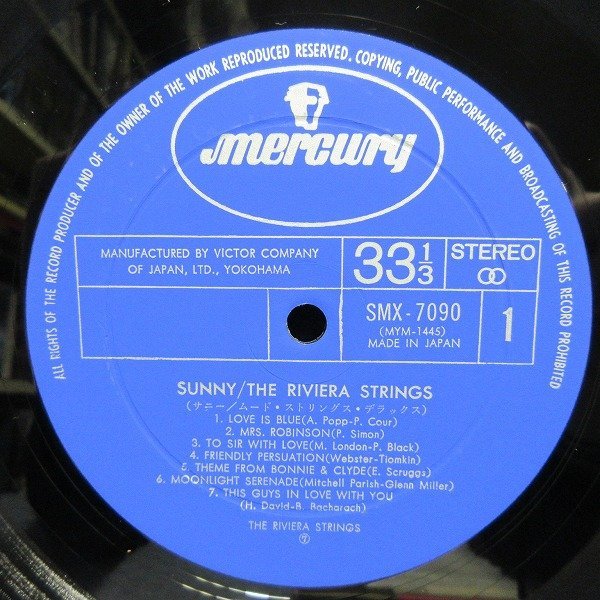 ALL RIGHTS OF THE RECORD PRODUCER AND OF THE OWNER OF THE WORK REPRODUCED RESERVED. COPYING, PUBLIC PERFORMANCE AND BROADCASTING OF THIS RECORD PROHIBITED
mercury
MANUFACTURED BY VICTOR COMPANY
OF JAPAN, LTD., YOKOHAMA
33 1/3
STEREO
SMX-7090
(MYM-1445)
MADE IN JAPAN
1
SUNNY/THE RIVIERA STRINGS
(サニー/ムード・ストリングス・デラックス)
1. LOVE IS BLUE(A. Popp-P. Cour)
2. MRS. ROBINSON(P. Simon)
3. TO SIR WITH LOVE(M. London-P. Black)
4. FRIENDLY PERSUATION(Webster-Tiomkin)
5. THEME FROM BONNIE & CLYDE(E. Scruggs)
6. MOONLIGHT SERENADE(Mitchell Parish-Glenn Miller)
7. THIS GUYS IN LOVE WITH YOU
(H. David-B. Bacharach)
THE RIVIERA STRINGS